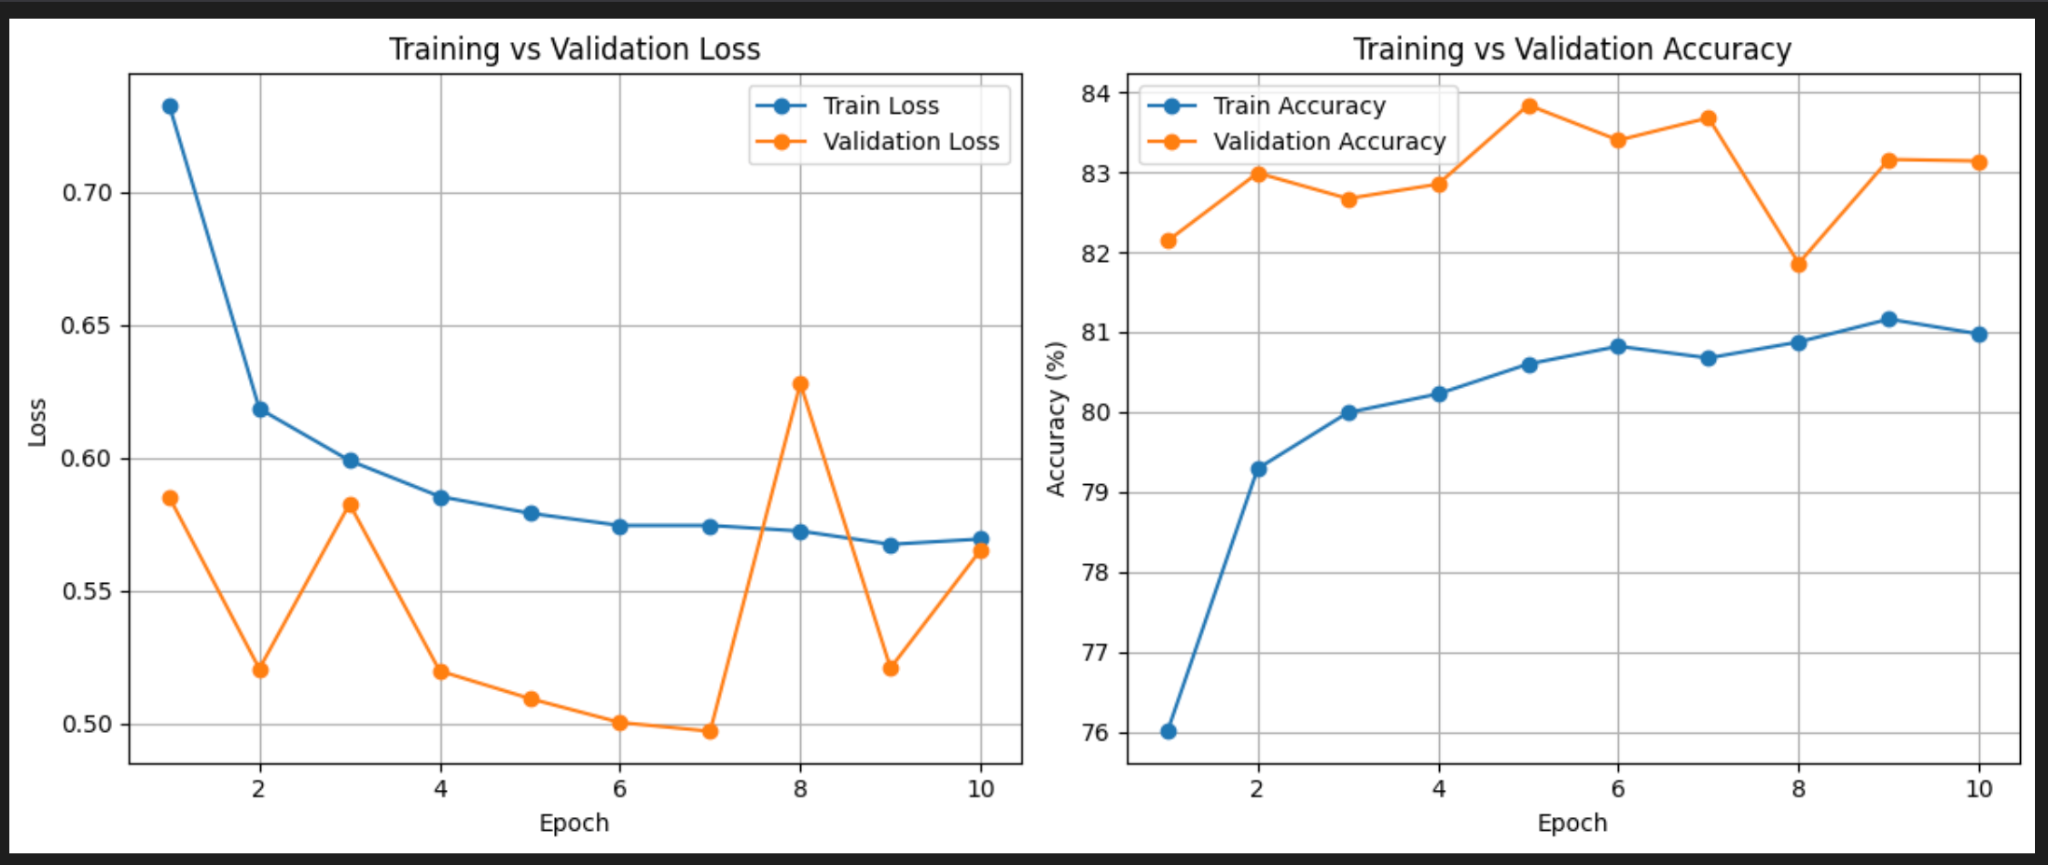 Training vs Validation Loss
Train Loss
Validation Loss
0.70
0.65
0.60
0.55
0.50
Loss
2 4 6 8 10
Epoch
Training vs Validation Accuracy
Train Accuracy
Validation Accuracy
84
83
82
81
80
79
78
77
76
Accuracy (%)
2 4 6 8 10
Epoch